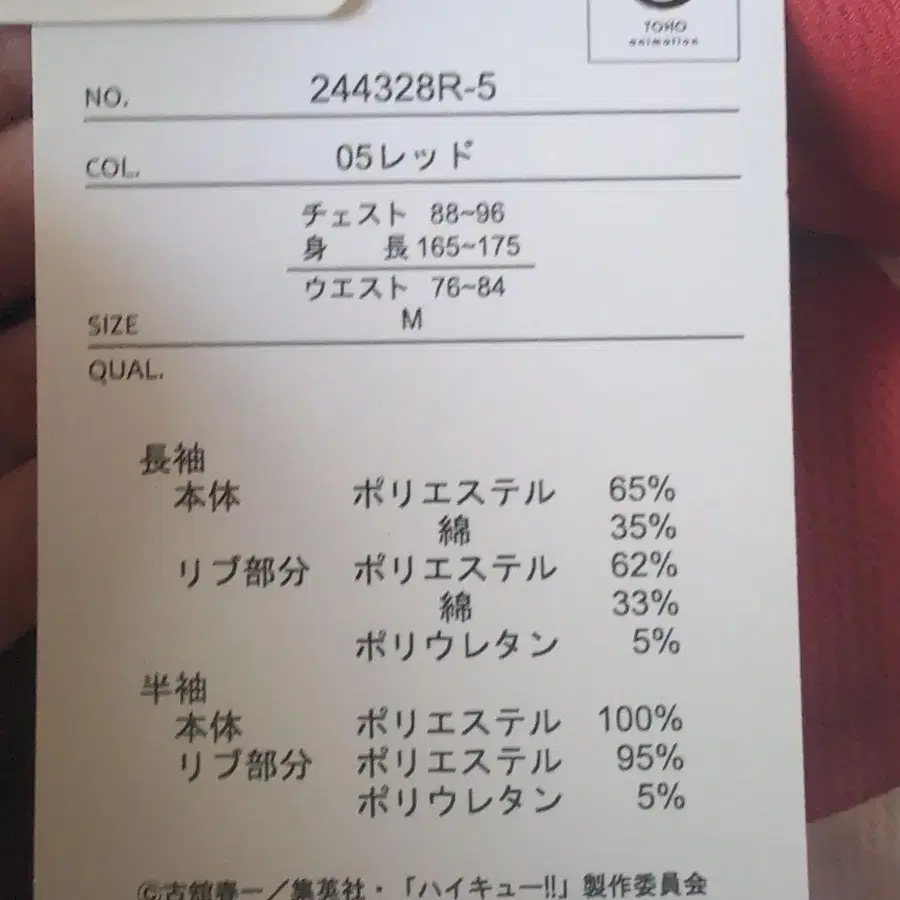 TOHO
animation
NO. 244328R-5
COL. 05レッド
チェスト 88~96
身 長 165~175
ウエスト 76~84
SIZE M
QUAL.
長袖
本体 ポリエステル 65%
綿 35%
リブ部分 ポリエステル 62%
綿 33%
ポリウレタン 5%
半袖
本体 ポリエステル 100%
リブ部分 ポリエステル 95%
ポリウレタン 5%
©古舘春一／集英社・「ハイキュー!!」製作委員会